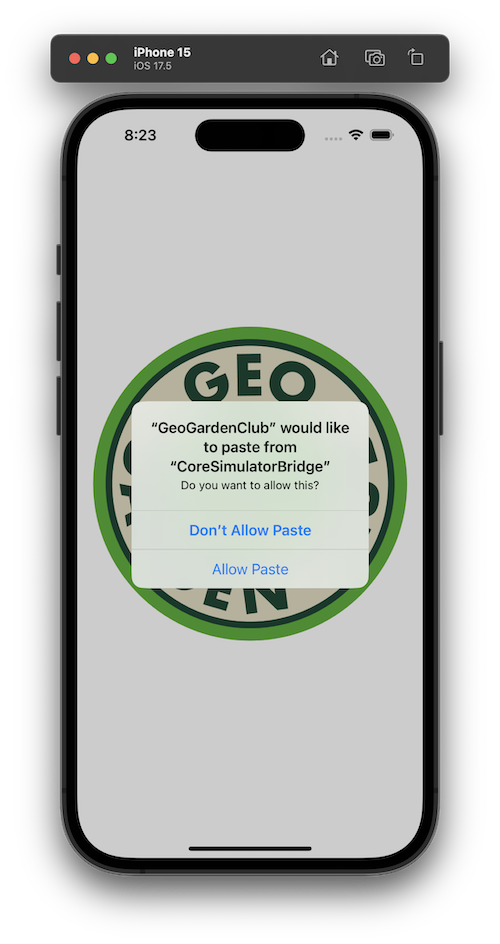 iPhone 15
iOS 17.5
8:23
GEO
“GeoGardenClub” would like
to paste from
“CoreSimulatorBridge”
Do you want to allow this?
Don’t Allow Paste
Allow Paste